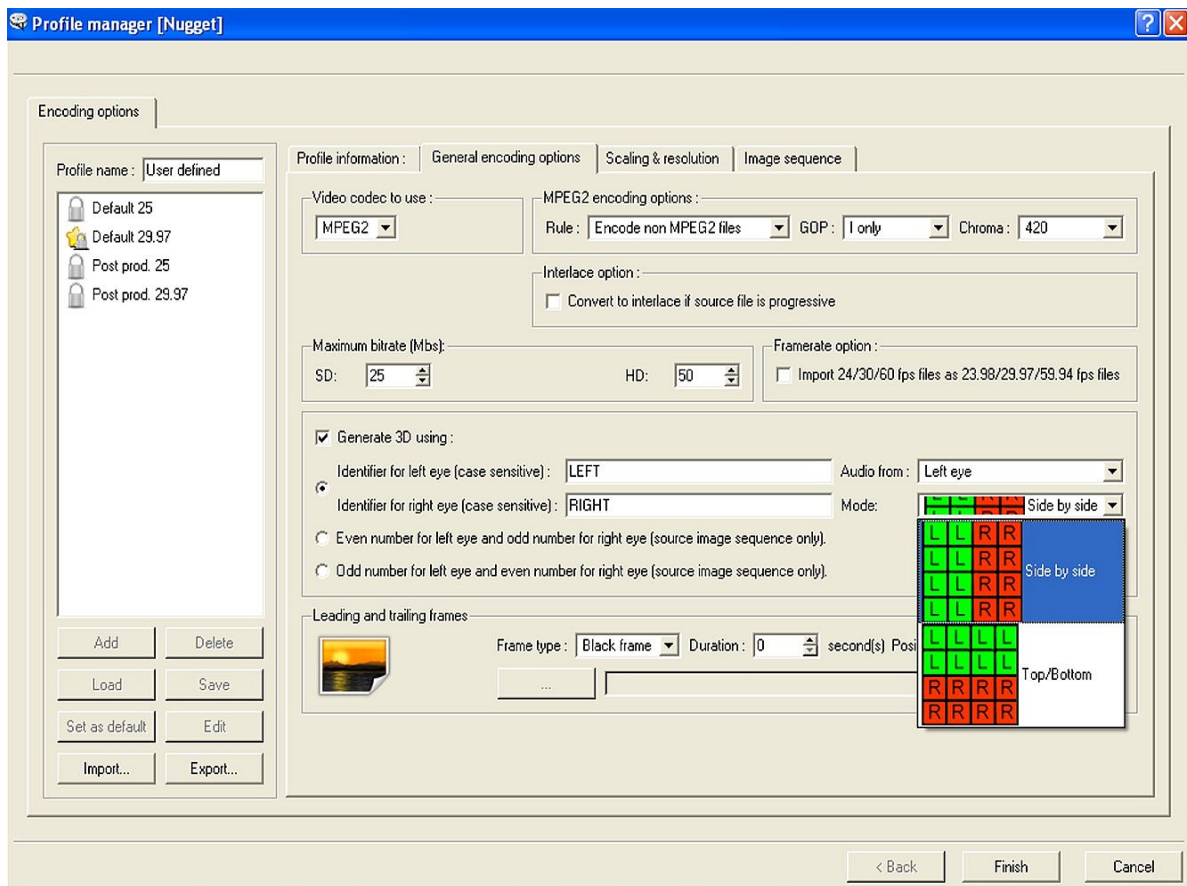 Profile manager [Nugget]
Encoding options
Profile name : User defined
Default 25
Default 29.97
Post prod. 25
Post prod. 29.97
Add Delete
Load Save
Set as default Edit
Import... Export...
Profile information : General encoding options Scaling & resolution Image sequence
Video codec to use :
MPEG2
MPEG2 encoding options :
Rule : Encode non MPEG2 files GOP : I only Chroma : 420
Interlace option :
Convert to interlace if source file is progressive
Maximum bitrate (Mbs):
SD: 25 HD: 50
Framerate option :
Import 24/30/60 fps files as 23.98/29.97/59.94 fps files
Generate 3D using :
Identifier for left eye (case sensitive) : LEFT Audio from : Left eye
Identifier for right eye (case sensitive) : RIGHT Mode: Side by side
Even number for left eye and odd number for right eye (source image sequence only).
Odd number for left eye and even number for right eye (source image sequence only).
L L R R
L L R R
L L R R
L L R R
Side by side
L L L L
L L L L
R R R R
R R R R
Top/Bottom
Leading and trailing frames
Frame type : Black frame Duration : 0 second(s) Posi
...
< Back Finish Cancel